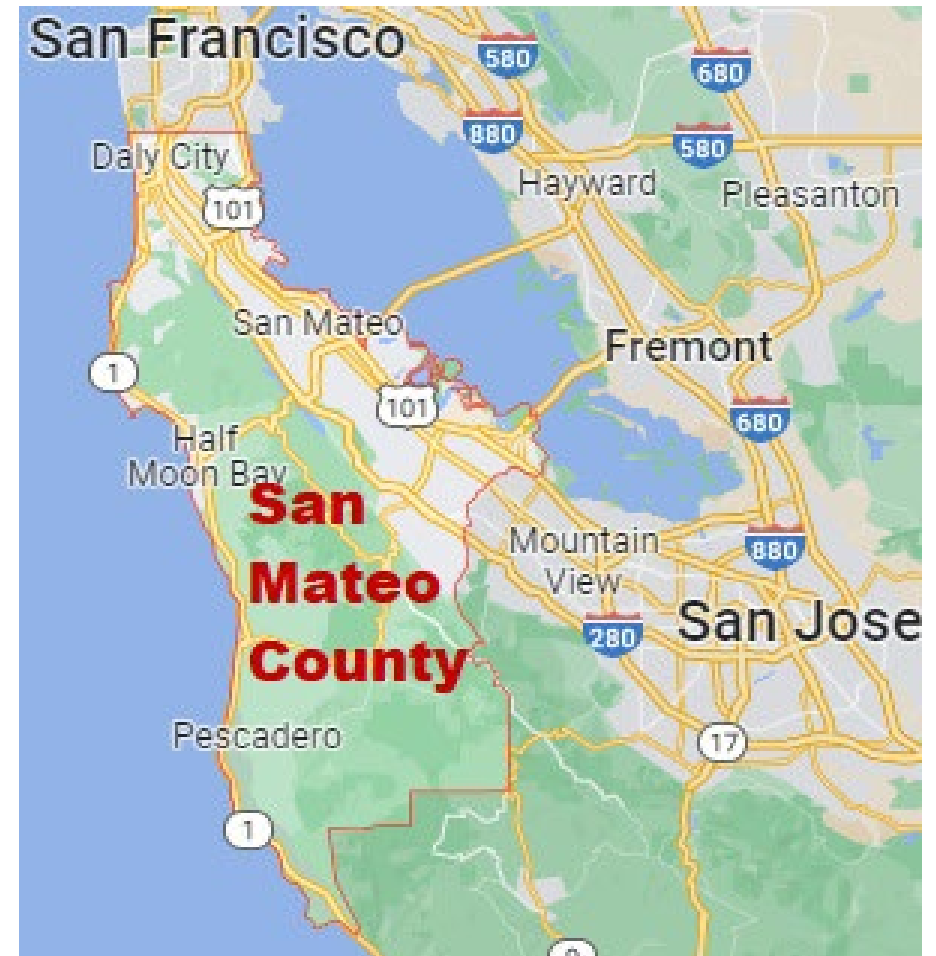 San Francisco
580
680
880
580
Daly City
Hayward
Pleasanton
101
San Mateo
Fremont
1
101
680
Half
Moon Bay
San
Mateo
County
Mountain
View
880
280
San Jose
Pescadero
17
1